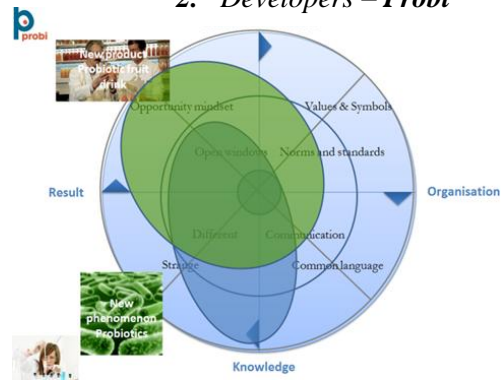 2. Developers – Probi
probi
New product
Probiotic fruit
drink
Opportunity mindset
Values & Symbols
Open windows
Norms and standards
Result
Organisation
Different
Communication
Strange
Common language
New
phenomenon
Probiotics
Knowledge